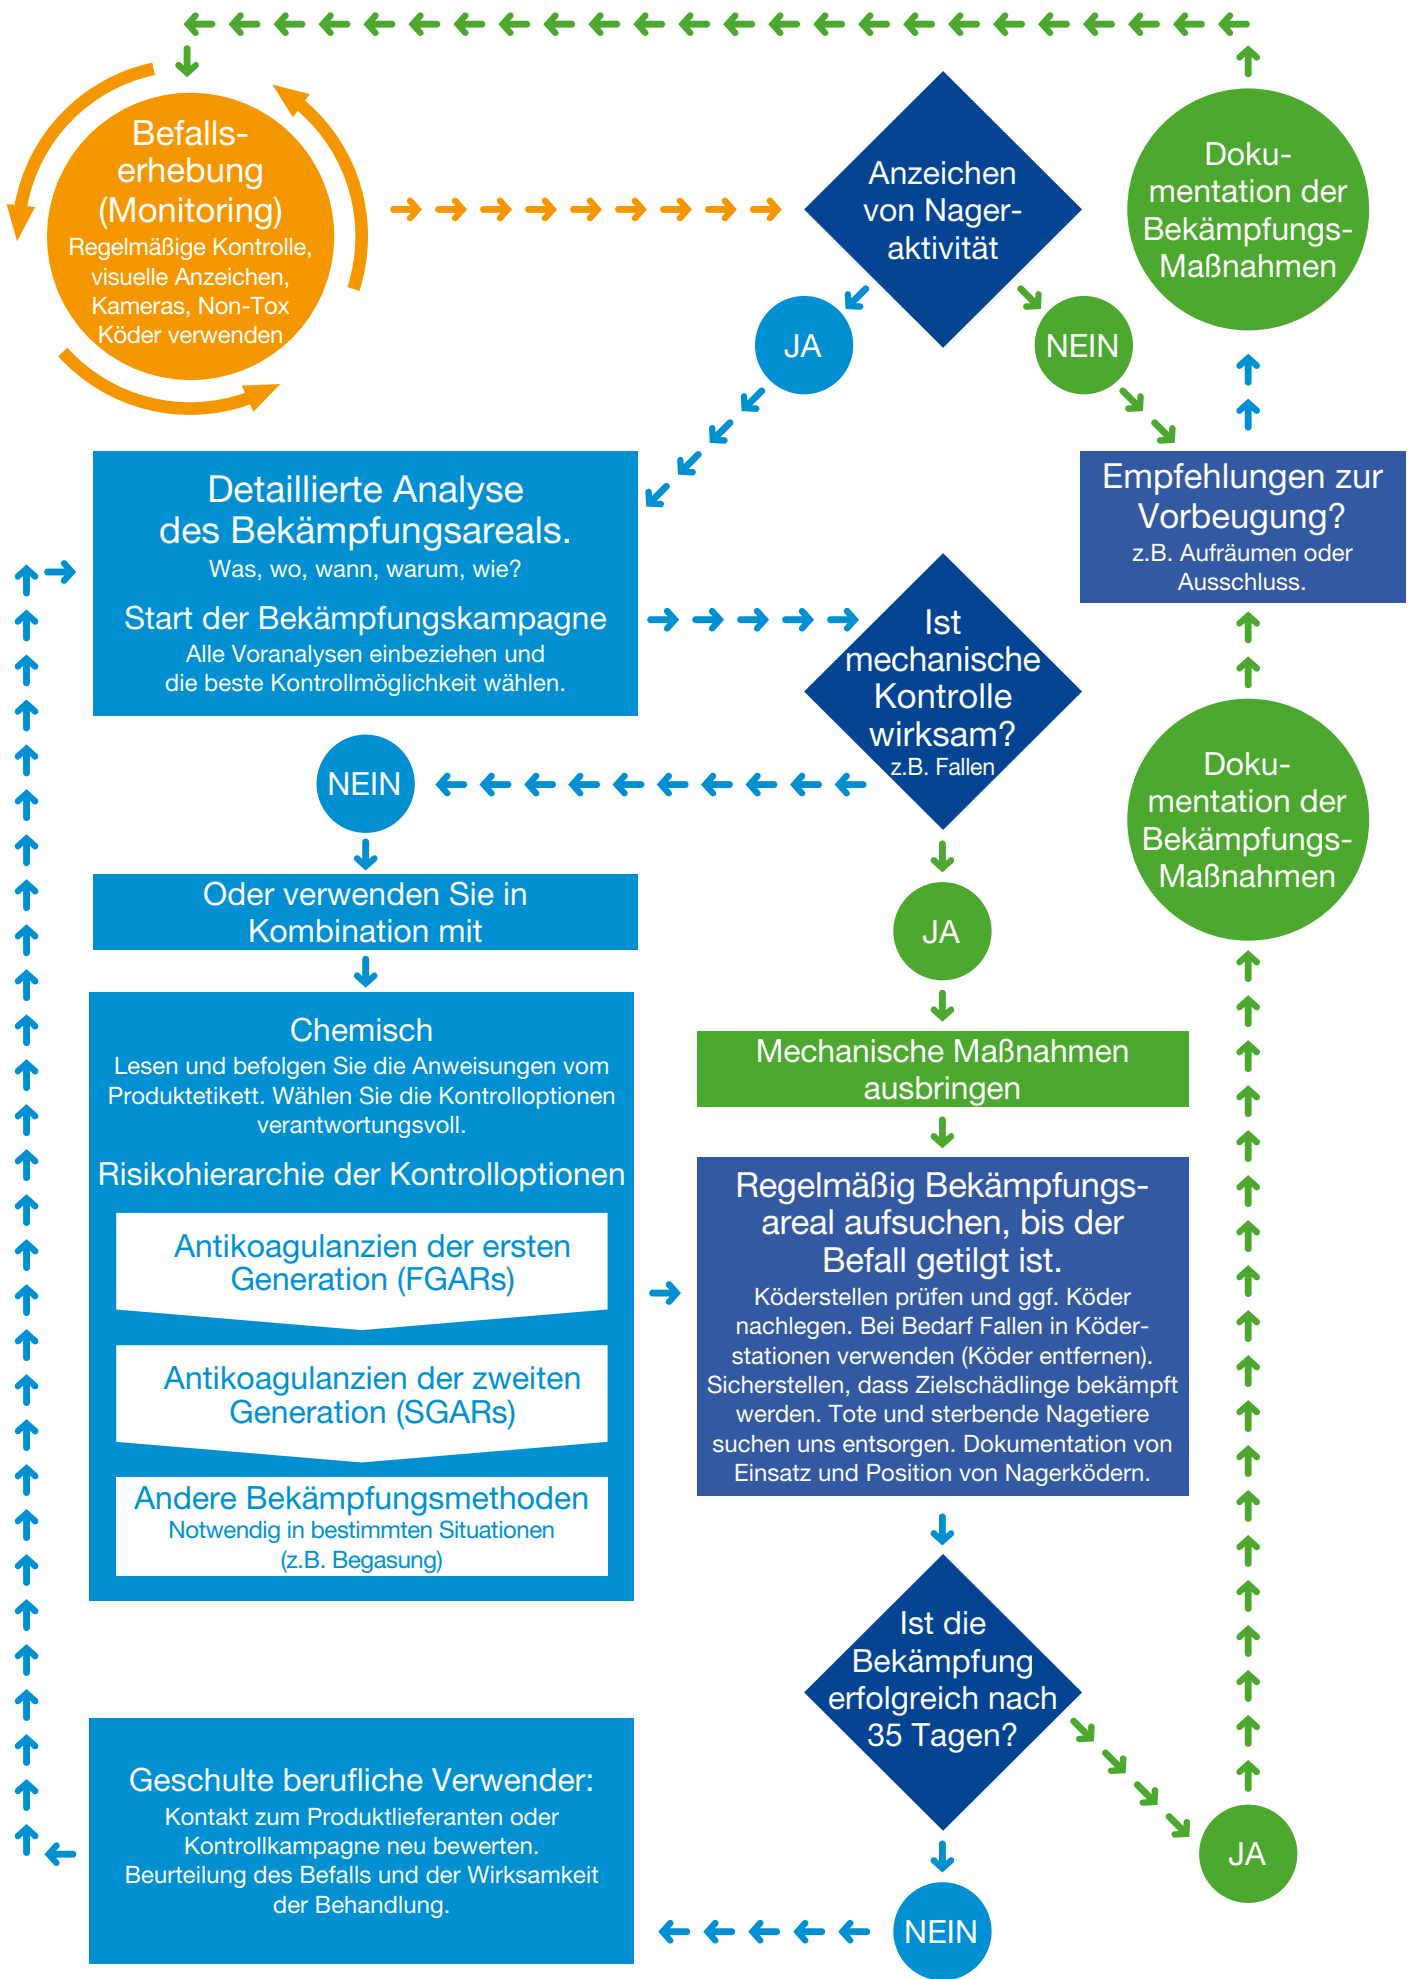 Befalls-
erhebung
(Monitoring)
Regelmäßige Kontrolle,
visuelle Anzeichen,
Kameras, Non-Tox
Köder verwenden
Anzeichen
von Nager-
aktivität
Doku-
mentation der
Bekämpfungs-
Maßnahmen
JA
NEIN
Detaillierte Analyse
des Bekämpfungsareals.
Was, wo, wann, warum, wie?
Start der Bekämpfungskampagne
Alle Voranalysen einbeziehen und
die beste Kontrollmöglichkeit wählen.
Empfehlungen zur
Vorbeugung?
z.B. Aufräumen oder
Ausschluss.
Ist
mechanische
Kontrolle
wirksam?
z.B. Fallen
Doku-
mentation der
Bekämpfungs-
Maßnahmen
NEIN
JA
Oder verwenden Sie in
Kombination mit
Chemisch
Lesen und befolgen Sie die Anweisungen vom
Produktetikett. Wählen Sie die Kontrolloptionen
verantwortungsvoll.
Risikohierarchie der Kontrolloptionen
Antikoagulanzien der ersten
Generation (FGARs)
Antikoagulanzien der zweiten
Generation (SGARs)
Andere Bekämpfungsmethoden
Notwendig in bestimmten Situationen
(z.B. Begasung)
Mechanische Maßnahmen
ausbringen
Regelmäßig Bekämpfungs-
areal aufsuchen, bis der
Befall getilgt ist.
Köderstellen prüfen und ggf. Köder
nachlegen. Bei Bedarf Fallen in Köder-
stationen verwenden (Köder entfernen).
Sicherstellen, dass Zielschädlinge bekämpft
werden. Tote und sterbende Nagetiere
suchen uns entsorgen. Dokumentation von
Einsatz und Position von Nagerködern.
Ist die
Bekämpfung
erfolgreich nach
35 Tagen?
JA
NEIN
Geschulte berufliche Verwender:
Kontakt zum Produktlieferanten oder
Kontrollkampagne neu bewerten.
Beurteilung des Befalls und der Wirksamkeit
der Behandlung.